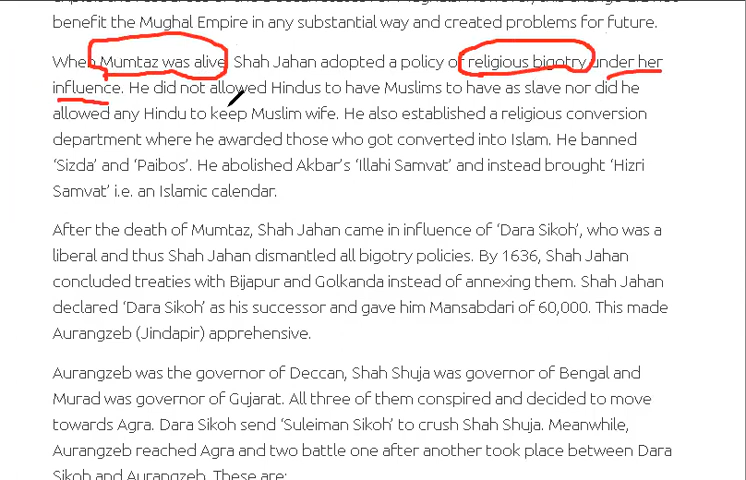 benefit the Mughal Empire in any substantial way and created problems for future.
When Mumtaz was alive, Shah Jahan adopted a policy of religious bigotry under her
influence. He did not allowed Hindus to have Muslims to have as slave nor did he
allowed any Hindu to keep Muslim wife. He also established a religious conversion
department where he awarded those who got converted into Islam. He banned
‘Sizda’ and ‘Paibos’. He abolished Akbar’s ‘Illahi Samvat’ and instead brought ‘Hizri
Samvat’ i.e. an Islamic calendar.
After the death of Mumtaz, Shah Jahan came in influence of ‘Dara Sikoh’, who was a
liberal and thus Shah Jahan dismantled all bigotry policies. By 1636, Shah Jahan
concluded treaties with Bijapur and Golkanda instead of annexing them. Shah Jahan
declared ‘Dara Sikoh’ as his successor and gave him Mansabdari of 60,000. This made
Aurangzeb (Jindapir) apprehensive.
Aurangzeb was the governor of Deccan, Shah Shuja was governor of Bengal and
Murad was governor of Gujarat. All three of them conspired and decided to move
towards Agra. Dara Sikoh send ‘Suleiman Sikoh’ to crush Shah Shuja. Meanwhile,
Aurangzeb reached Agra and two battle one after another took place between Dara
Sikoh and Aurangzeb. These are: